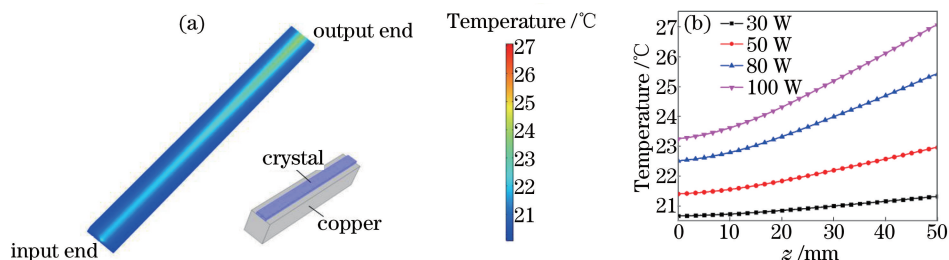 (a)
output end
crystal
copper
input end
Temperature /℃
27
26
25
24
23
22
21
(b)
30 W
50 W
80 W
100 W
Temperature /℃
27
26
25
24
23
22
21
0 10 20 30 40 50
z /mm